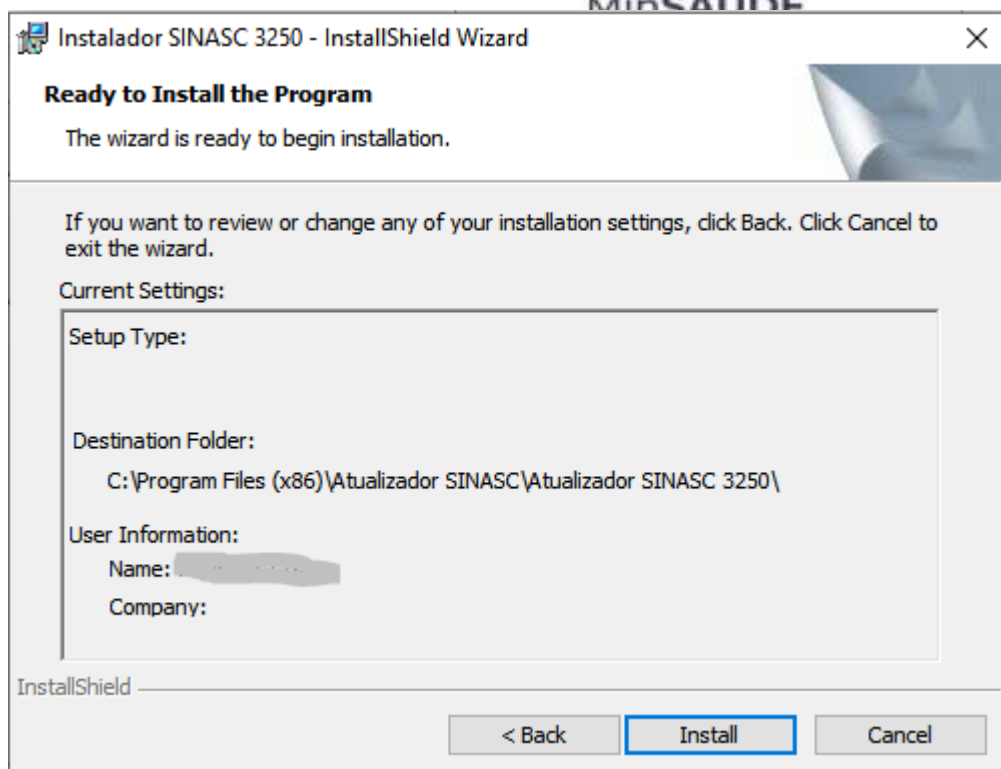 MinSAUDE
Instalador SINASC 3250 - InstallShield Wizard
Ready to Install the Program
The wizard is ready to begin installation.
If you want to review or change any of your installation settings, click Back. Click Cancel to
exit the wizard.
Current Settings:
Setup Type:
Destination Folder:
C:\Program Files (x86)\Atualizador SINASC\Atualizador SINASC 3250\
User Information:
Name:
Company:
InstallShield
< Back
Install
Cancel